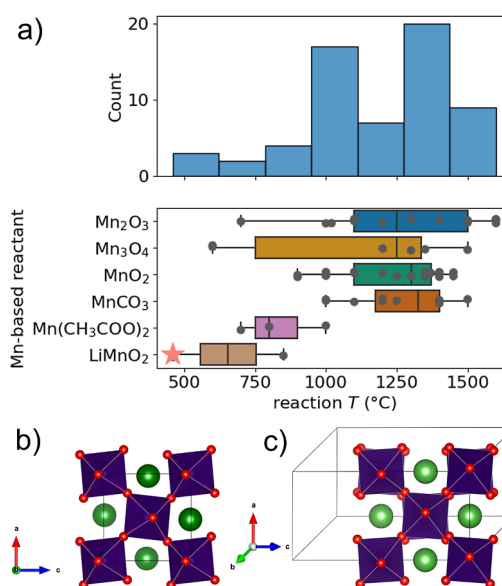 a)
20
10
0
Count
Mn-based reactant
Mn₂O₃
Mn₃O₄
MnO₂
MnCO₃
Mn(CH₃COO)₂
LiMnO₂
500 750 1000 1250 1500
reaction T (°C)
b)
c)
a
c
a
b
c